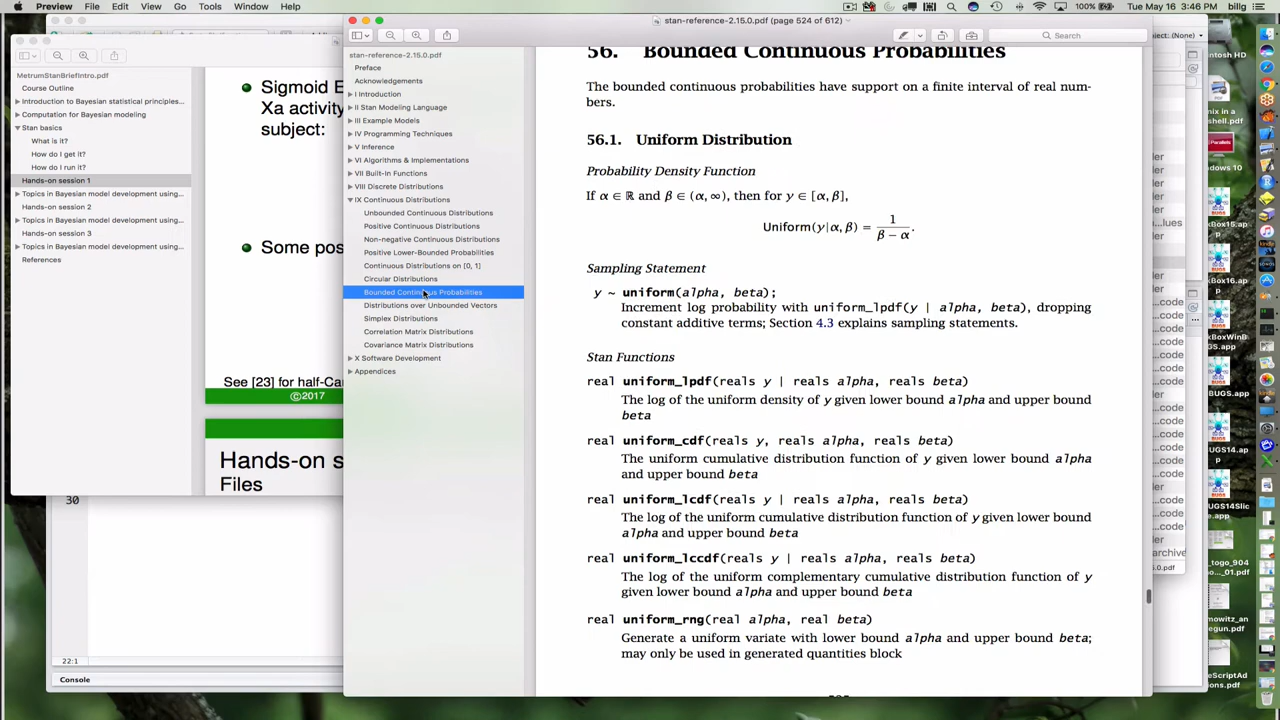 Preview File Edit View Go Tools Window Help
100% Tue May 16 3:46 PM billg
stan-reference-2.15.0.pdf (page 524 of 612)
Search
MetrumStanBriefIntro.pdf
Course Outline
Introduction to Bayesian statistical principles...
Computation for Bayesian modeling
Stan basics
What is it?
How do I get it?
How do I run it?
Hands-on session 1
Topics in Bayesian model development using...
Hands-on session 2
Topics in Bayesian model development using...
Hands-on session 3
Topics in Bayesian model development using...
References
Sigmoid E
Xa activity
subject:
Some pos
See [23] for half-Cau
©2017
Hands-on s
Files
30
22:1
Console
stan-reference-2.15.0.pdf
Preface
Acknowledgements
I Introduction
II Stan Modeling Language
III Example Models
IV Programming Techniques
V Inference
VI Algorithms & Implementations
VII Built-In Functions
VIII Discrete Distributions
IX Continuous Distributions
Unbounded Continuous Distributions
Positive Continuous Distributions
Non-negative Continuous Distributions
Positive Lower-Bounded Probabilities
Continuous Distributions on [0, 1]
Circular Distributions
Bounded Continuous Probabilities
Distributions over Unbounded Vectors
Simplex Distributions
Correlation Matrix Distributions
Covariance Matrix Distributions
X Software Development
Appendices
56. Bounded Continuous Probabilities
The bounded continuous probabilities have support on a finite interval of real num-
bers.
56.1. Uniform Distribution
Probability Density Function
If α ∈ ℝ and β ∈ (α, ∞), then for y ∈ [α, β],
Uniform(y|α, β) = 1 / (β − α).
Sampling Statement
y ~ uniform(alpha, beta);
Increment log probability with uniform_lpdf(y | alpha, beta), dropping
constant additive terms; Section 4.3 explains sampling statements.
Stan Functions
real uniform_lpdf(reals y | reals alpha, reals beta)
The log of the uniform density of y given lower bound alpha and upper bound
beta
real uniform_cdf(reals y, reals alpha, reals beta)
The uniform cumulative distribution function of y given lower bound alpha
and upper bound beta
real uniform_lcdf(reals y | reals alpha, reals beta)
The log of the uniform cumulative distribution function of y given lower bound
alpha and upper bound beta
real uniform_lccdf(reals y | reals alpha, reals beta)
The log of the uniform complementary cumulative distribution function of y
given lower bound alpha and upper bound beta
real uniform_rng(real alpha, real beta)
Generate a uniform variate with lower bound alpha and upper bound beta;
may only be used in generated quantities block